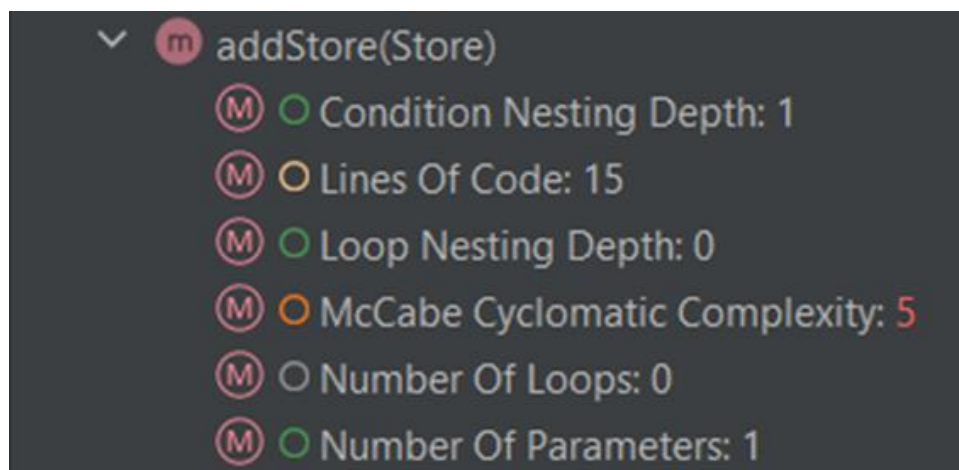 m addStore(Store)
M Condition Nesting Depth: 1
M Lines Of Code: 15
M Loop Nesting Depth: 0
M McCabe Cyclomatic Complexity: 5
M Number Of Loops: 0
M Number Of Parameters: 1